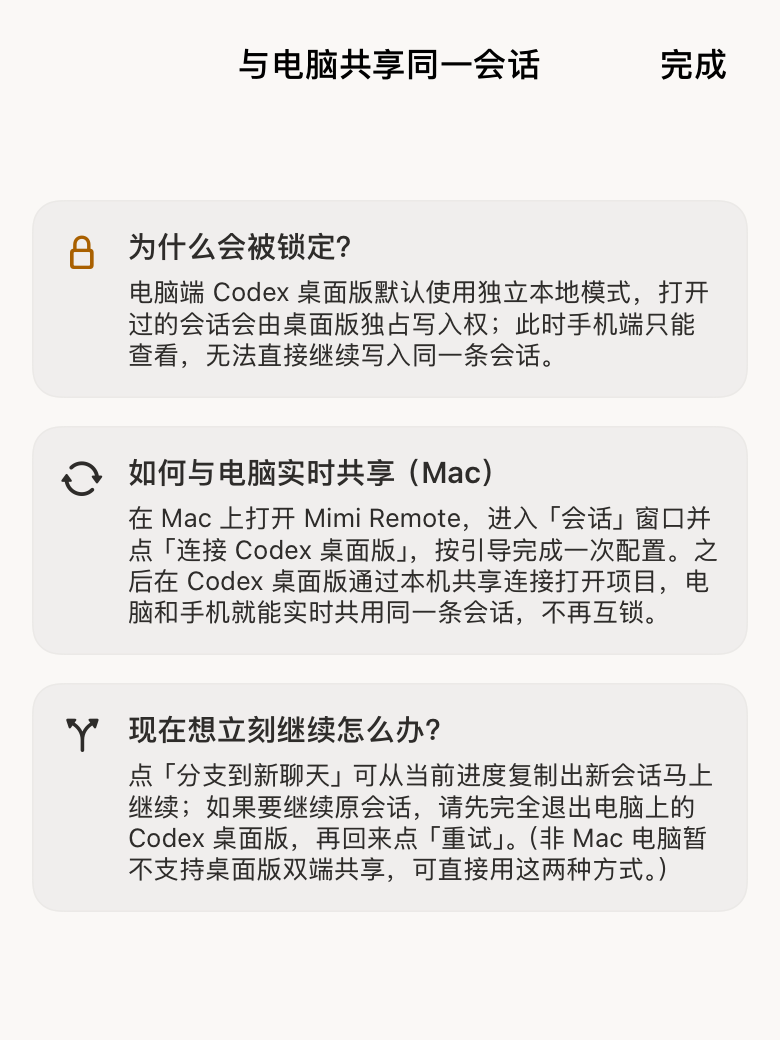 与电脑共享同一会话
完成
为什么会被锁定?
电脑端 Codex 桌面版默认使用独立本地模式，打开
过的会话会由桌面版独占写入权；此时手机端只能
查看，无法直接继续写入同一条会话。
如何与电脑实时共享（Mac）
在 Mac 上打开 Mimi Remote，进入「会话」窗口并
点「连接 Codex 桌面版」，按引导完成一次配置。之
后在 Codex 桌面版通过本机共享连接打开项目，电
脑和手机就能实时共用同一条会话，不再互锁。
现在想立刻继续怎么办?
点「分支到新聊天」可从当前进度复制出新会话马上
继续；如果要继续原会话，请先完全退出电脑上的
Codex 桌面版，再回来点「重试」。（非 Mac 电脑暂
不支持桌面版双端共享，可直接用这两种方式。）